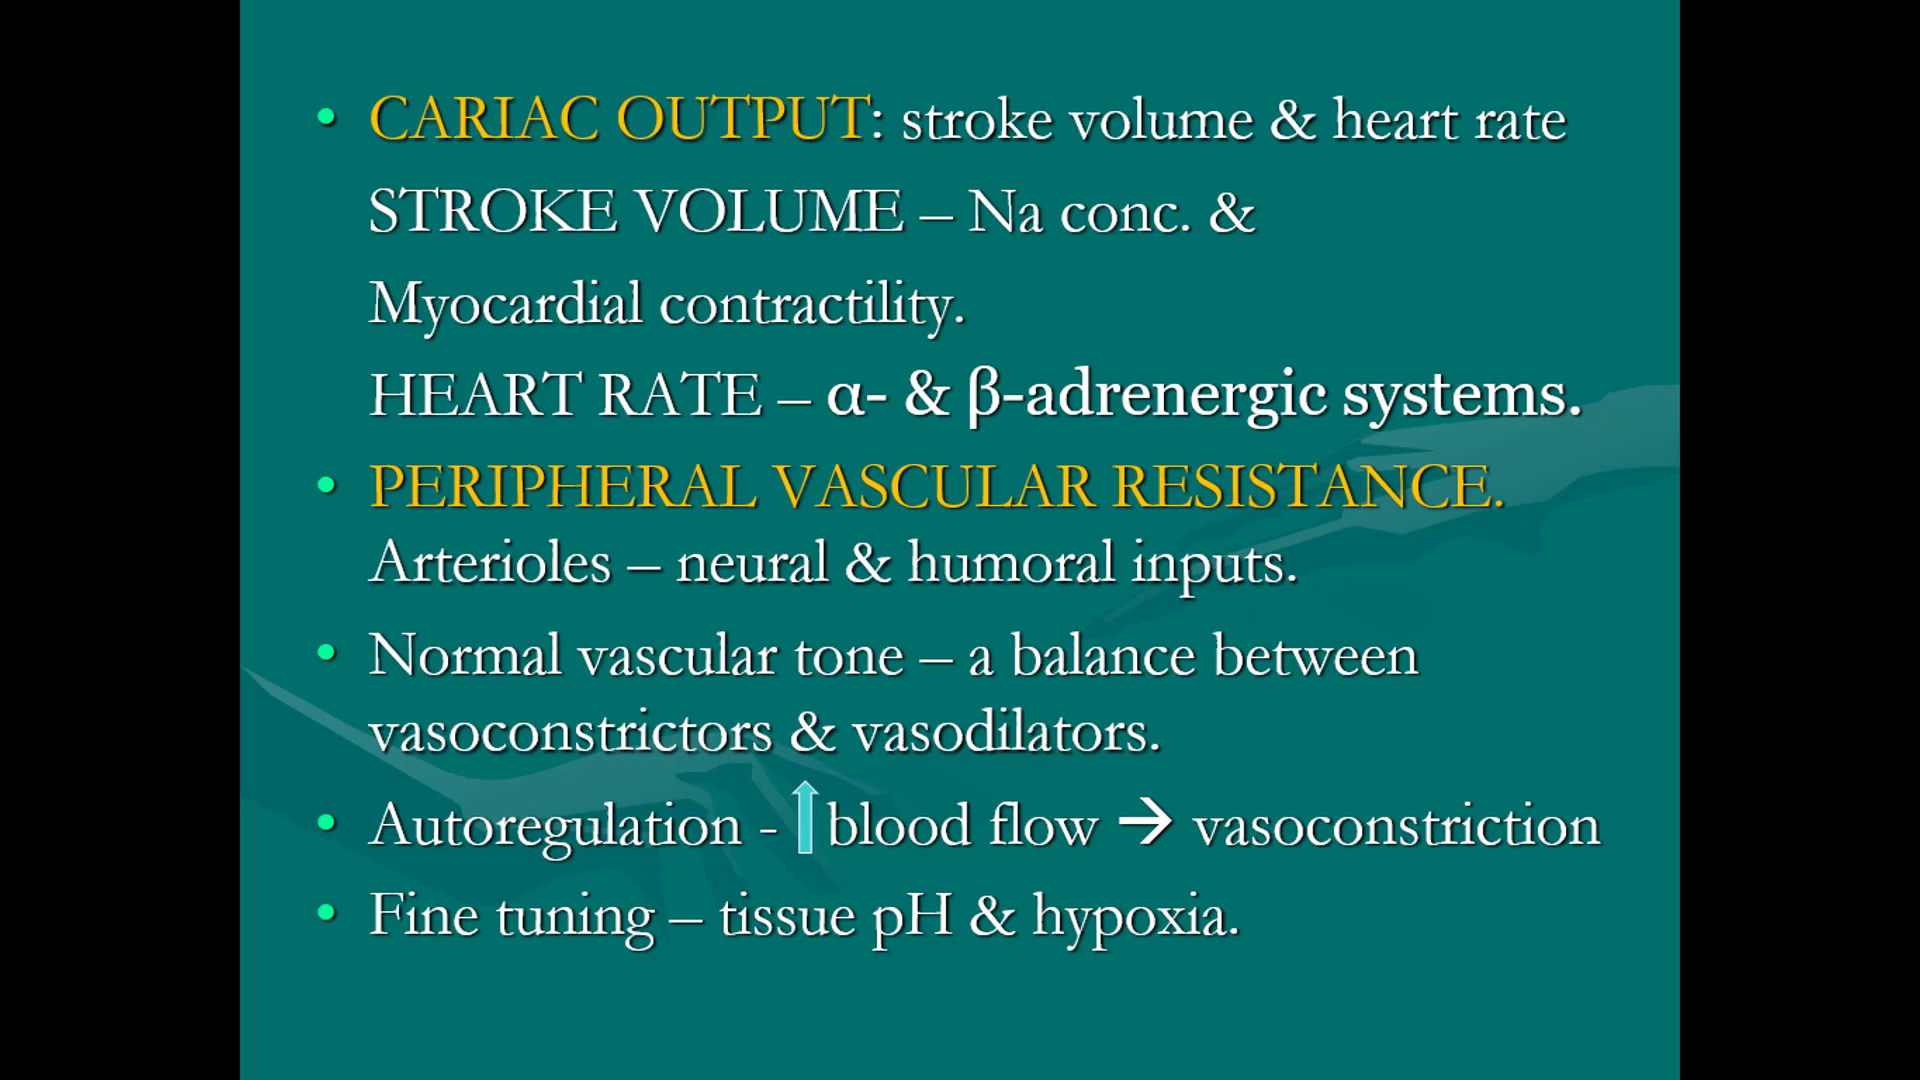 • CARIAC OUTPUT: stroke volume & heart rate
STROKE VOLUME – Na conc. &
Myocardial contractility.
HEART RATE – α- & β-adrenergic systems.
• PERIPHERAL VASCULAR RESISTANCE.
Arterioles – neural & humoral inputs.
• Normal vascular tone – a balance between
vasoconstrictors & vasodilators.
• Autoregulation - ↑ blood flow → vasoconstriction
• Fine tuning – tissue pH & hypoxia.